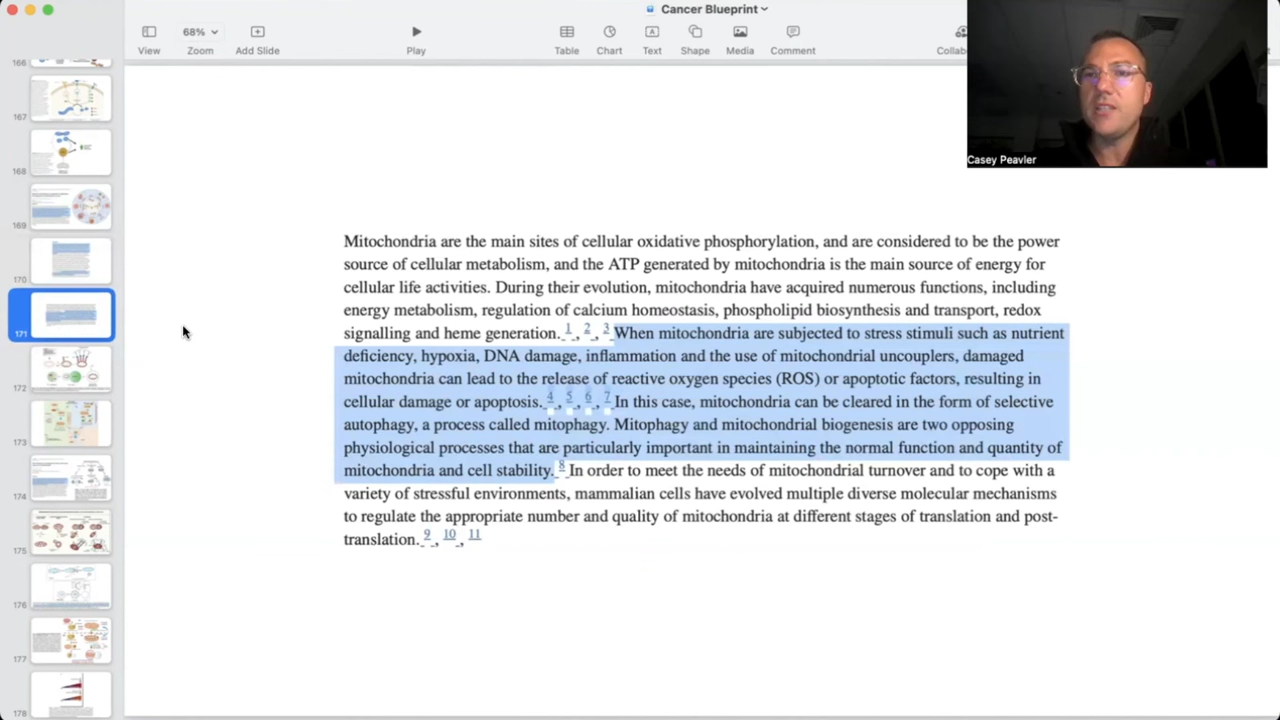 Cancer Blueprint
68%
View
Zoom
Add Slide
Play
Table
Chart
Text
Shape
Media
Comment
Casey Peavler
166
167
168
169
170
171
172
173
174
175
176
177
178
Mitochondria are the main sites of cellular oxidative phosphorylation, and are considered to be the power
source of cellular metabolism, and the ATP generated by mitochondria is the main source of energy for
cellular life activities. During their evolution, mitochondria have acquired numerous functions, including
energy metabolism, regulation of calcium homeostasis, phospholipid biosynthesis and transport, redox
signalling and heme generation. 1, 2, 3 When mitochondria are subjected to stress stimuli such as nutrient
deficiency, hypoxia, DNA damage, inflammation and the use of mitochondrial uncouplers, damaged
mitochondria can lead to the release of reactive oxygen species (ROS) or apoptotic factors, resulting in
cellular damage or apoptosis. 4, 5, 6, 7 In this case, mitochondria can be cleared in the form of selective
autophagy, a process called mitophagy. Mitophagy and mitochondrial biogenesis are two opposing
physiological processes that are particularly important in maintaining the normal function and quantity of
mitochondria and cell stability. 8 In order to meet the needs of mitochondrial turnover and to cope with a
variety of stressful environments, mammalian cells have evolved multiple diverse molecular mechanisms
to regulate the appropriate number and quality of mitochondria at different stages of translation and post-
translation. 9, 10, 11